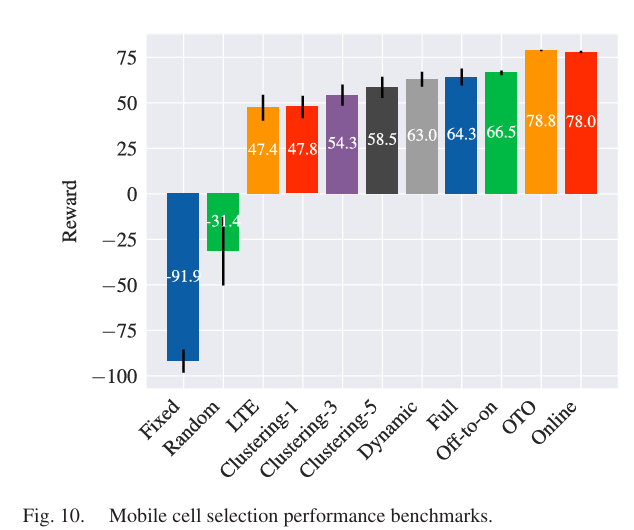 75
50
25
0
−25
−50
−75
−100
Reward
-91.9
-31.4
47.4
47.8
54.3
58.5
63.0
64.3
66.5
78.8
78.0
Fixed
Random
LTE
Clustering-1
Clustering-3
Clustering-5
Dynamic
Full
Off-to-on
OTO
Online
Fig. 10. Mobile cell selection performance benchmarks.